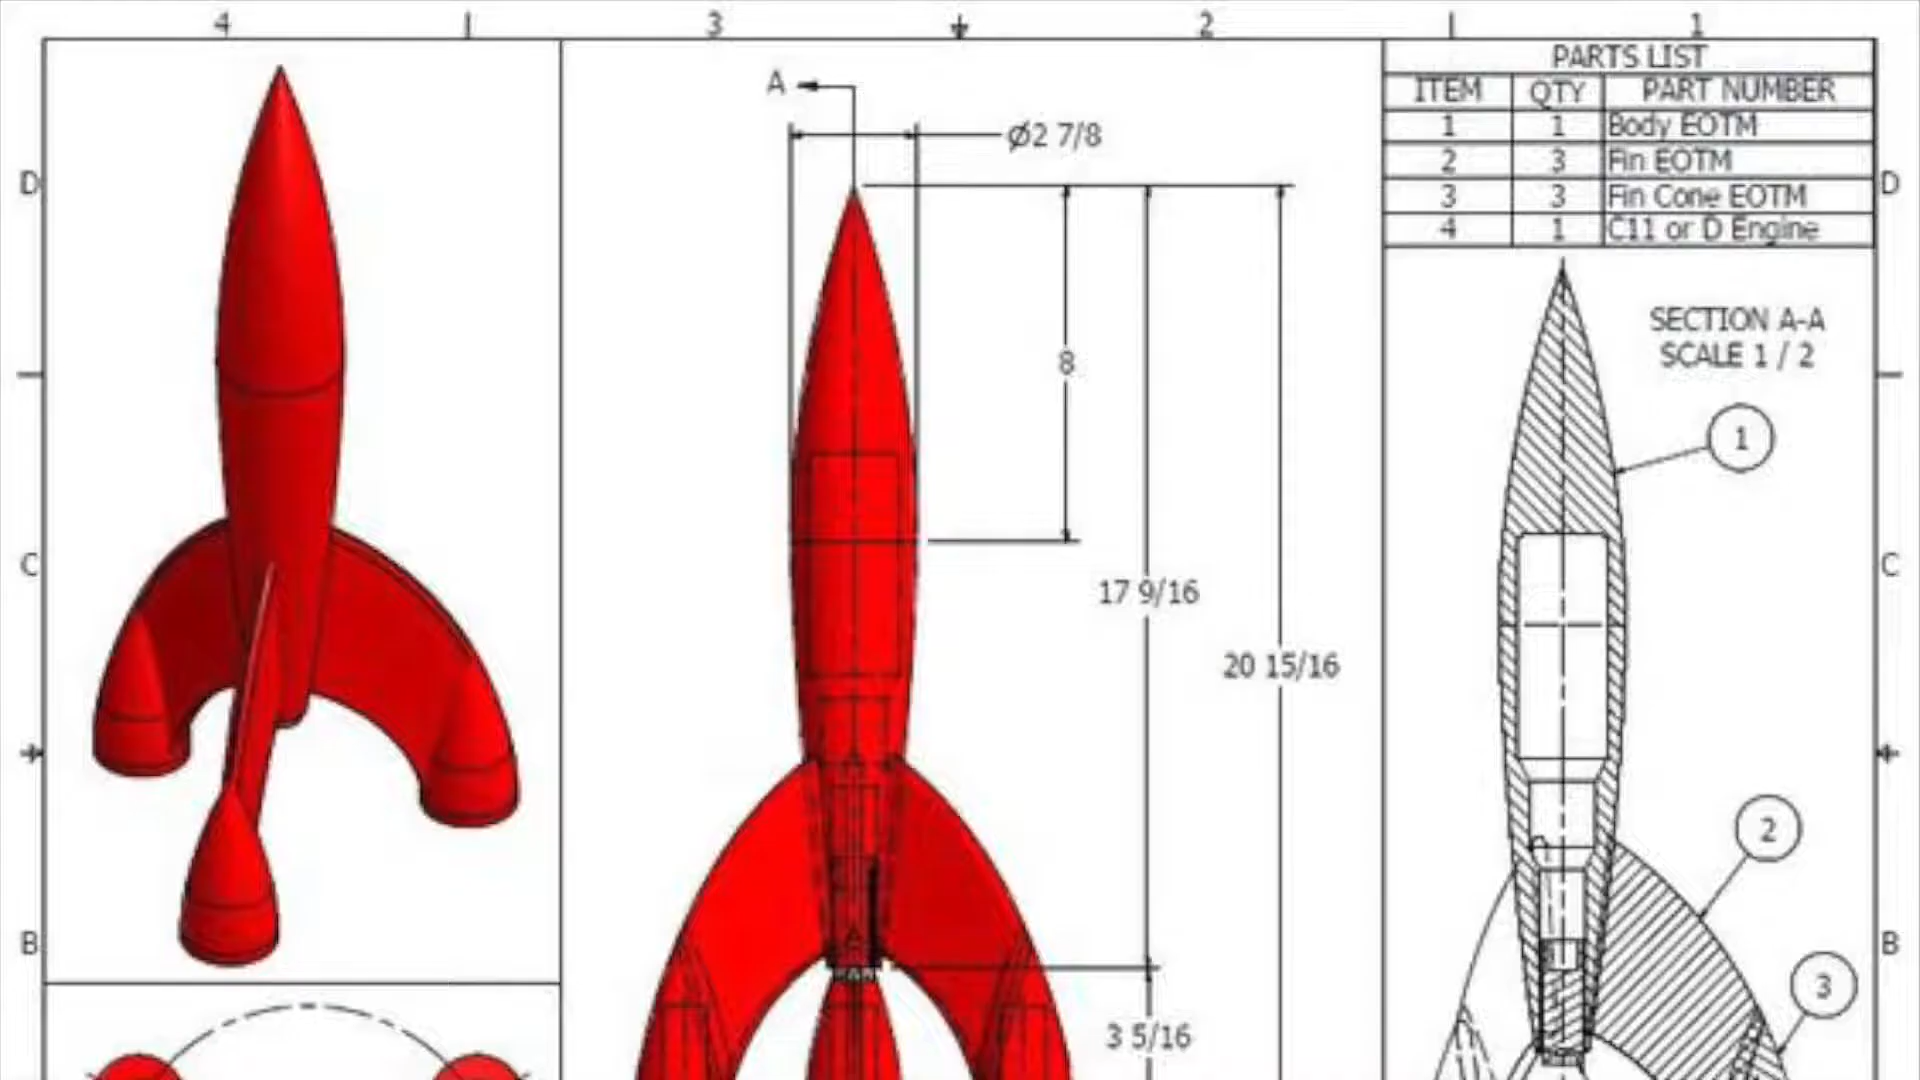 4 3 2 1
PARTS LIST
ITEM QTY PART NUMBER
1 1 Body EOTM
2 3 Fin EOTM
3 3 Fin Cone EOTM
4 1 C11 or D Engine
A
Ø2 7/8
D D
SECTION A-A
SCALE 1 / 2
8
1
C C
17 9/16
20 15/16
2
B B
3
3 5/16